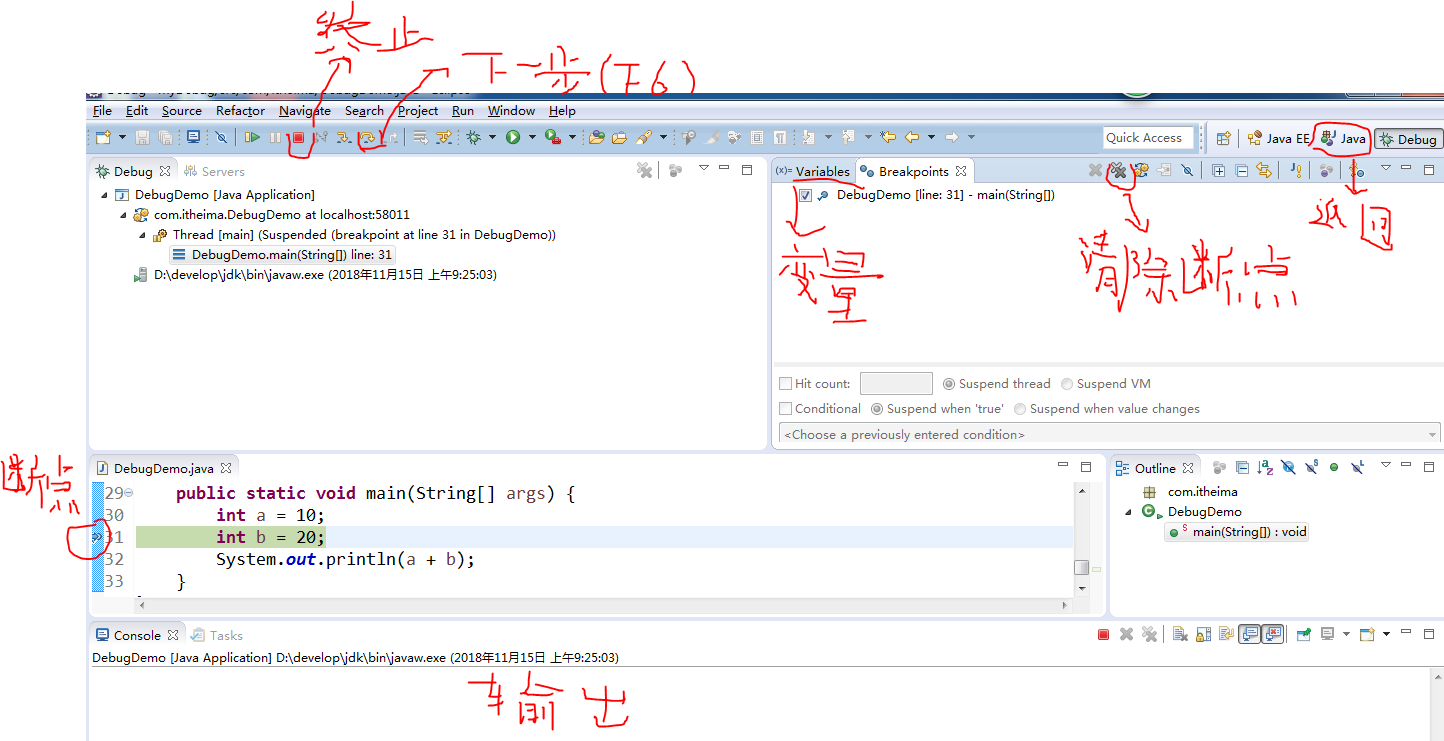 终止
下一步(F6)
File Edit Source Refactor Navigate Search Project Run Window Help
Quick Access Java EE Java Debug
Debug Servers
DebugDemo [Java Application]
com.itheima.DebugDemo at localhost:58011
Thread [main] (Suspended (breakpoint at line 31 in DebugDemo))
DebugDemo.main(String[]) line: 31
D:\develop\jdk\bin\javaw.exe (2018年11月15日 上午9:25:03)
(x)= Variables Breakpoints
DebugDemo [line: 31] - main(String[])
变量
清除断点
返回
Hit count: Suspend thread Suspend VM
Conditional Suspend when 'true' Suspend when value changes
<Choose a previously entered condition>
断点
DebugDemo.java
29 public static void main(String[] args) {
30 int a = 10;
31 int b = 20;
32 System.out.println(a + b);
33 }
Outline
com.itheima
DebugDemo
main(String[]) : void
Console Tasks
DebugDemo [Java Application] D:\develop\jdk\bin\javaw.exe (2018年11月15日 上午9:25:03)
输出